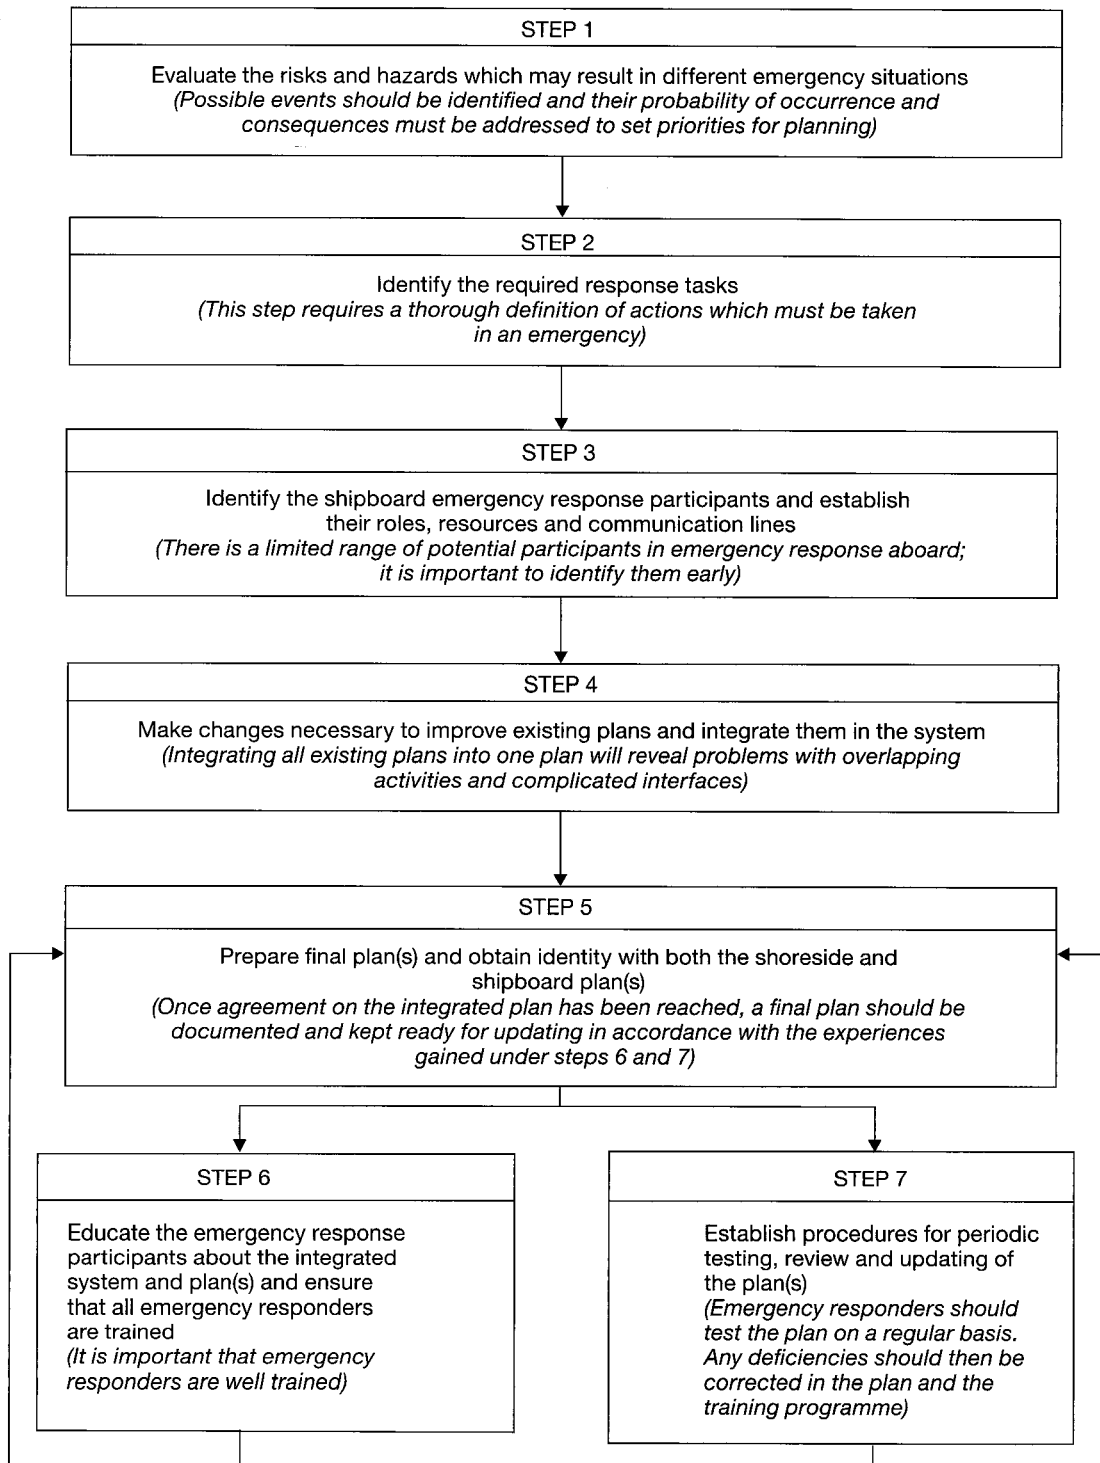 STEP 1
Evaluate the risks and hazards which may result in different emergency situations
(Possible events should be identified and their probability of occurrence and
consequences must be addressed to set priorities for planning)
STEP 2
Identify the required response tasks
(This step requires a thorough definition of actions which must be taken
in an emergency)
STEP 3
Identify the shipboard emergency response participants and establish
their roles, resources and communication lines
(There is a limited range of potential participants in emergency response aboard;
it is important to identify them early)
STEP 4
Make changes necessary to improve existing plans and integrate them in the system
(Integrating all existing plans into one plan will reveal problems with overlapping
activities and complicated interfaces)
STEP 5
Prepare final plan(s) and obtain identity with both the shoreside and
shipboard plan(s)
(Once agreement on the integrated plan has been reached, a final plan should be
documented and kept ready for updating in accordance with the experiences
gained under steps 6 and 7)
STEP 6
Educate the emergency response
participants about the integrated
system and plan(s) and ensure
that all emergency responders
are trained
(It is important that emergency
responders are well trained)
STEP 7
Establish procedures for periodic
testing, review and updating of
the plan(s)
(Emergency responders should
test the plan on a regular basis.
Any deficiencies should then be
corrected in the plan and the
training programme)